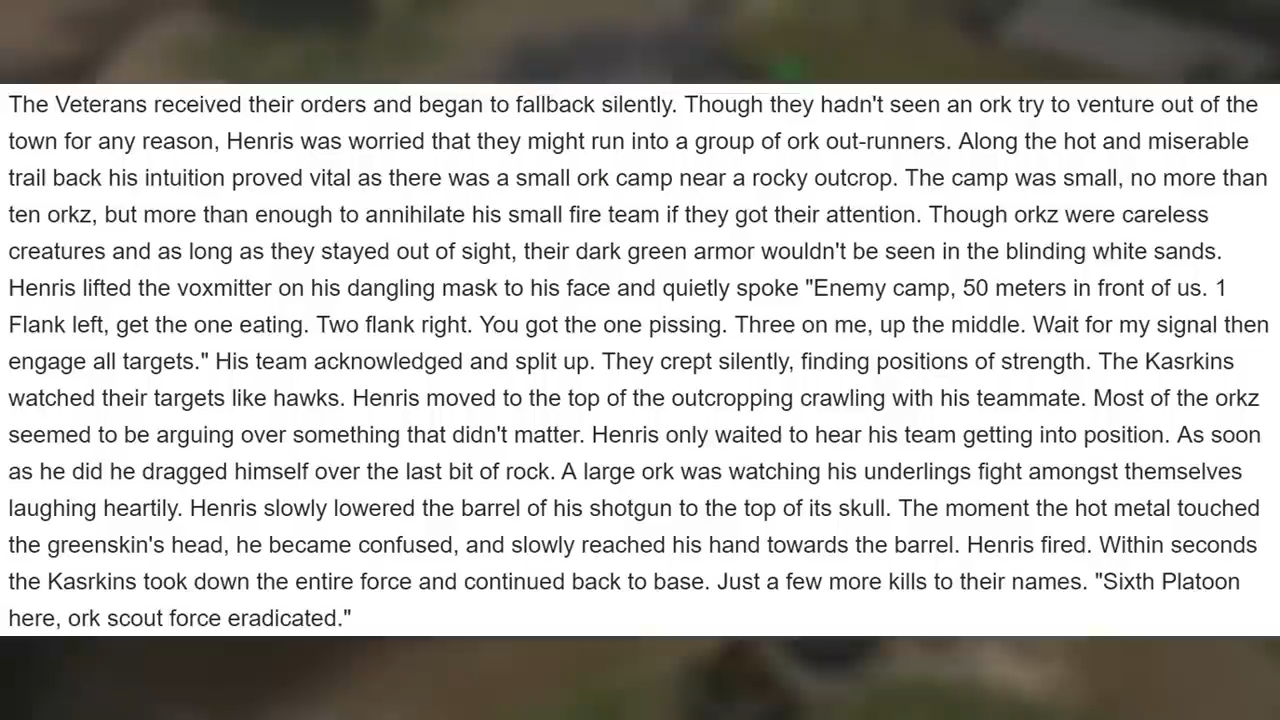 The Veterans received their orders and began to fallback silently. Though they hadn't seen an ork try to venture out of the
town for any reason, Henris was worried that they might run into a group of ork out-runners. Along the hot and miserable
trail back his intuition proved vital as there was a small ork camp near a rocky outcrop. The camp was small, no more than
ten orkz, but more than enough to annihilate his small fire team if they got their attention. Though orkz were careless
creatures and as long as they stayed out of sight, their dark green armor wouldn't be seen in the blinding white sands.
Henris lifted the voxmitter on his dangling mask to his face and quietly spoke "Enemy camp, 50 meters in front of us. 1
Flank left, get the one eating. Two flank right. You got the one pissing. Three on me, up the middle. Wait for my signal then
engage all targets." His team acknowledged and split up. They crept silently, finding positions of strength. The Kasrkins
watched their targets like hawks. Henris moved to the top of the outcropping crawling with his teammate. Most of the orkz
seemed to be arguing over something that didn't matter. Henris only waited to hear his team getting into position. As soon
as he did he dragged himself over the last bit of rock. A large ork was watching his underlings fight amongst themselves
laughing heartily. Henris slowly lowered the barrel of his shotgun to the top of its skull. The moment the hot metal touched
the greenskin's head, he became confused, and slowly reached his hand towards the barrel. Henris fired. Within seconds
the Kasrkins took down the entire force and continued back to base. Just a few more kills to their names. "Sixth Platoon
here, ork scout force eradicated."